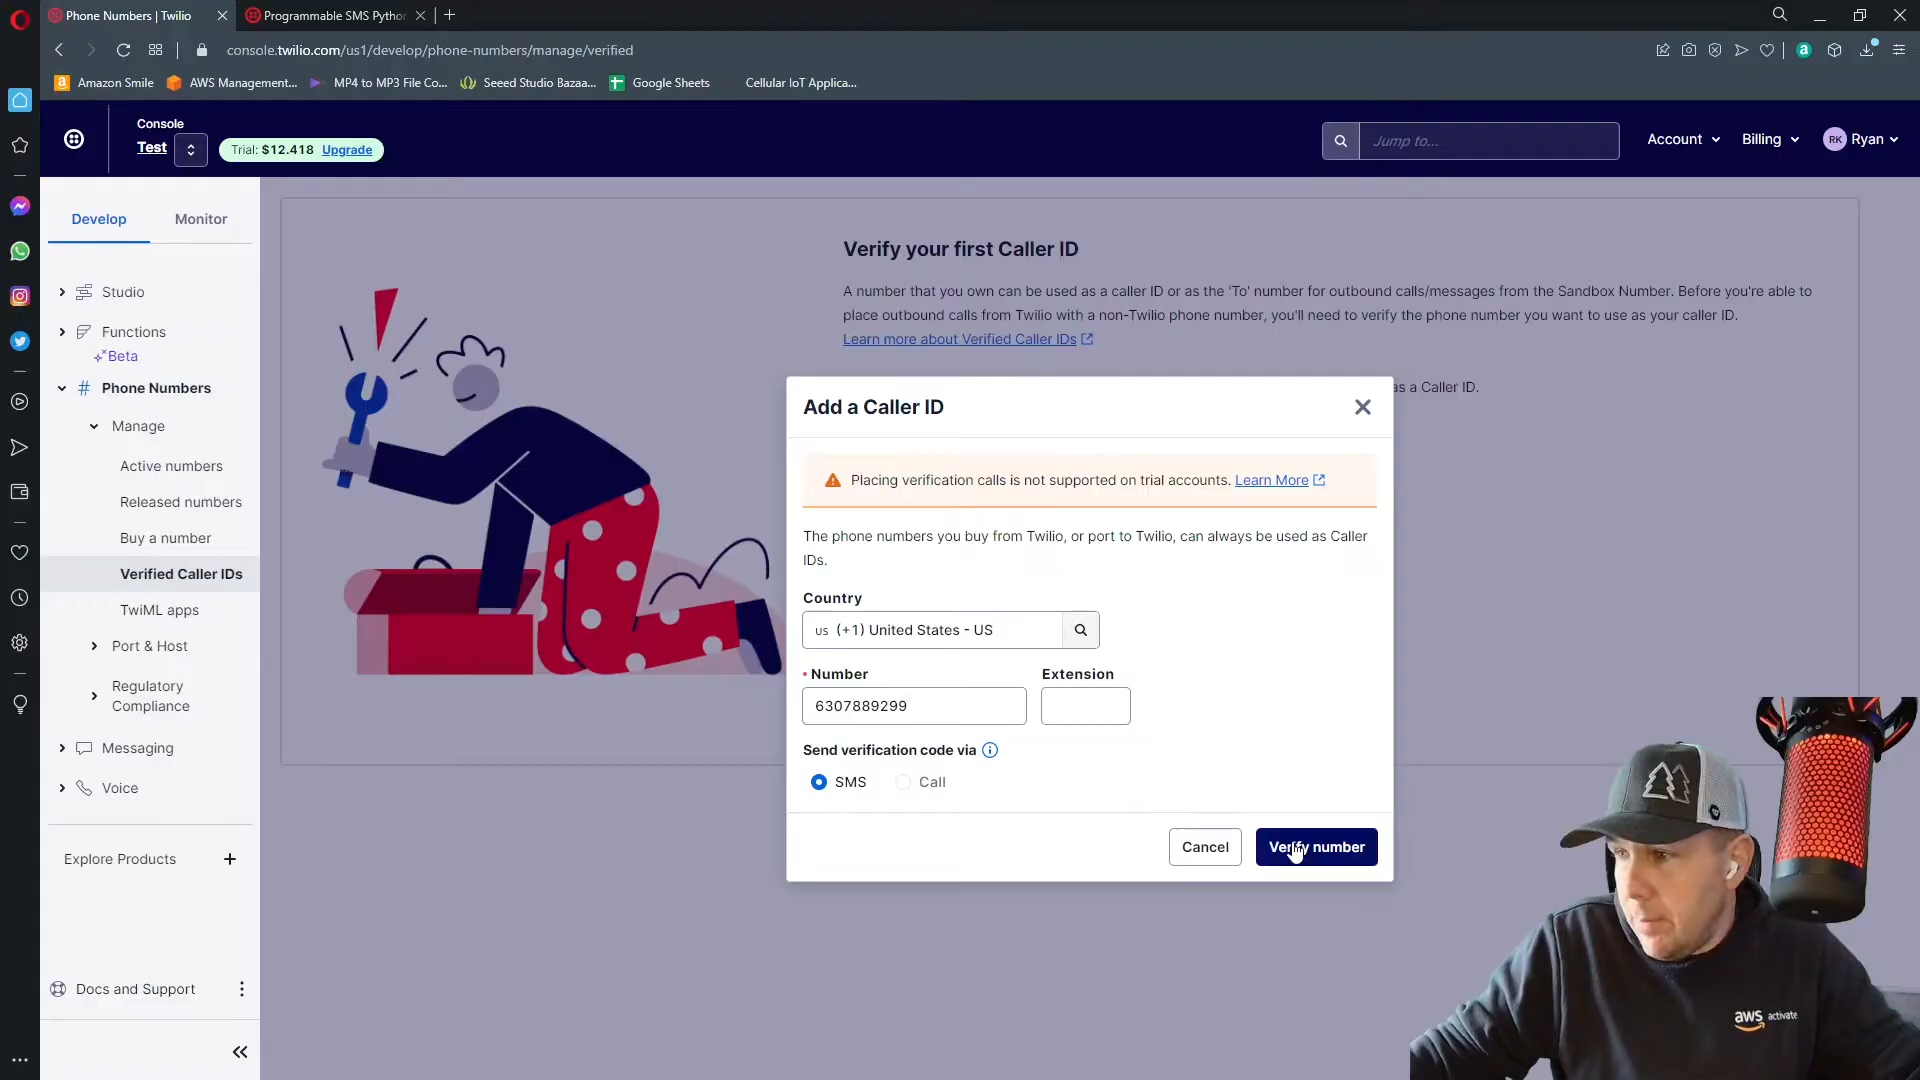 Phone Numbers | Twilio
Programmable SMS Python
console.twilio.com/us1/develop/phone-numbers/manage/verified
Amazon Smile
AWS Management...
MP4 to MP3 File Co...
Seeed Studio Bazaa...
Google Sheets
Cellular IoT Applica...
Console
Test
Trial: $12.418 Upgrade
Jump to...
Account
Billing
RK
Ryan
Develop
Monitor
Studio
Functions
Beta
Phone Numbers
Manage
Active numbers
Released numbers
Buy a number
Verified Caller IDs
TwiML apps
Port & Host
Regulatory
Compliance
Messaging
Voice
Explore Products
Docs and Support
Verify your first Caller ID
A number that you own can be used as a caller ID or as the 'To' number for outbound calls/messages from the Sandbox Number. Before you're able to
place outbound calls from Twilio with a non-Twilio phone number, you'll need to verify the phone number you want to use as your caller ID.
Learn more about Verified Caller IDs
as a Caller ID.
Add a Caller ID
Placing verification calls is not supported on trial accounts. Learn More
The phone numbers you buy from Twilio, or port to Twilio, can always be used as Caller
IDs.
Country
US (+1) United States - US
Number
Extension
6307889299
Send verification code via
SMS
Call
Cancel
Verify number
aws activate